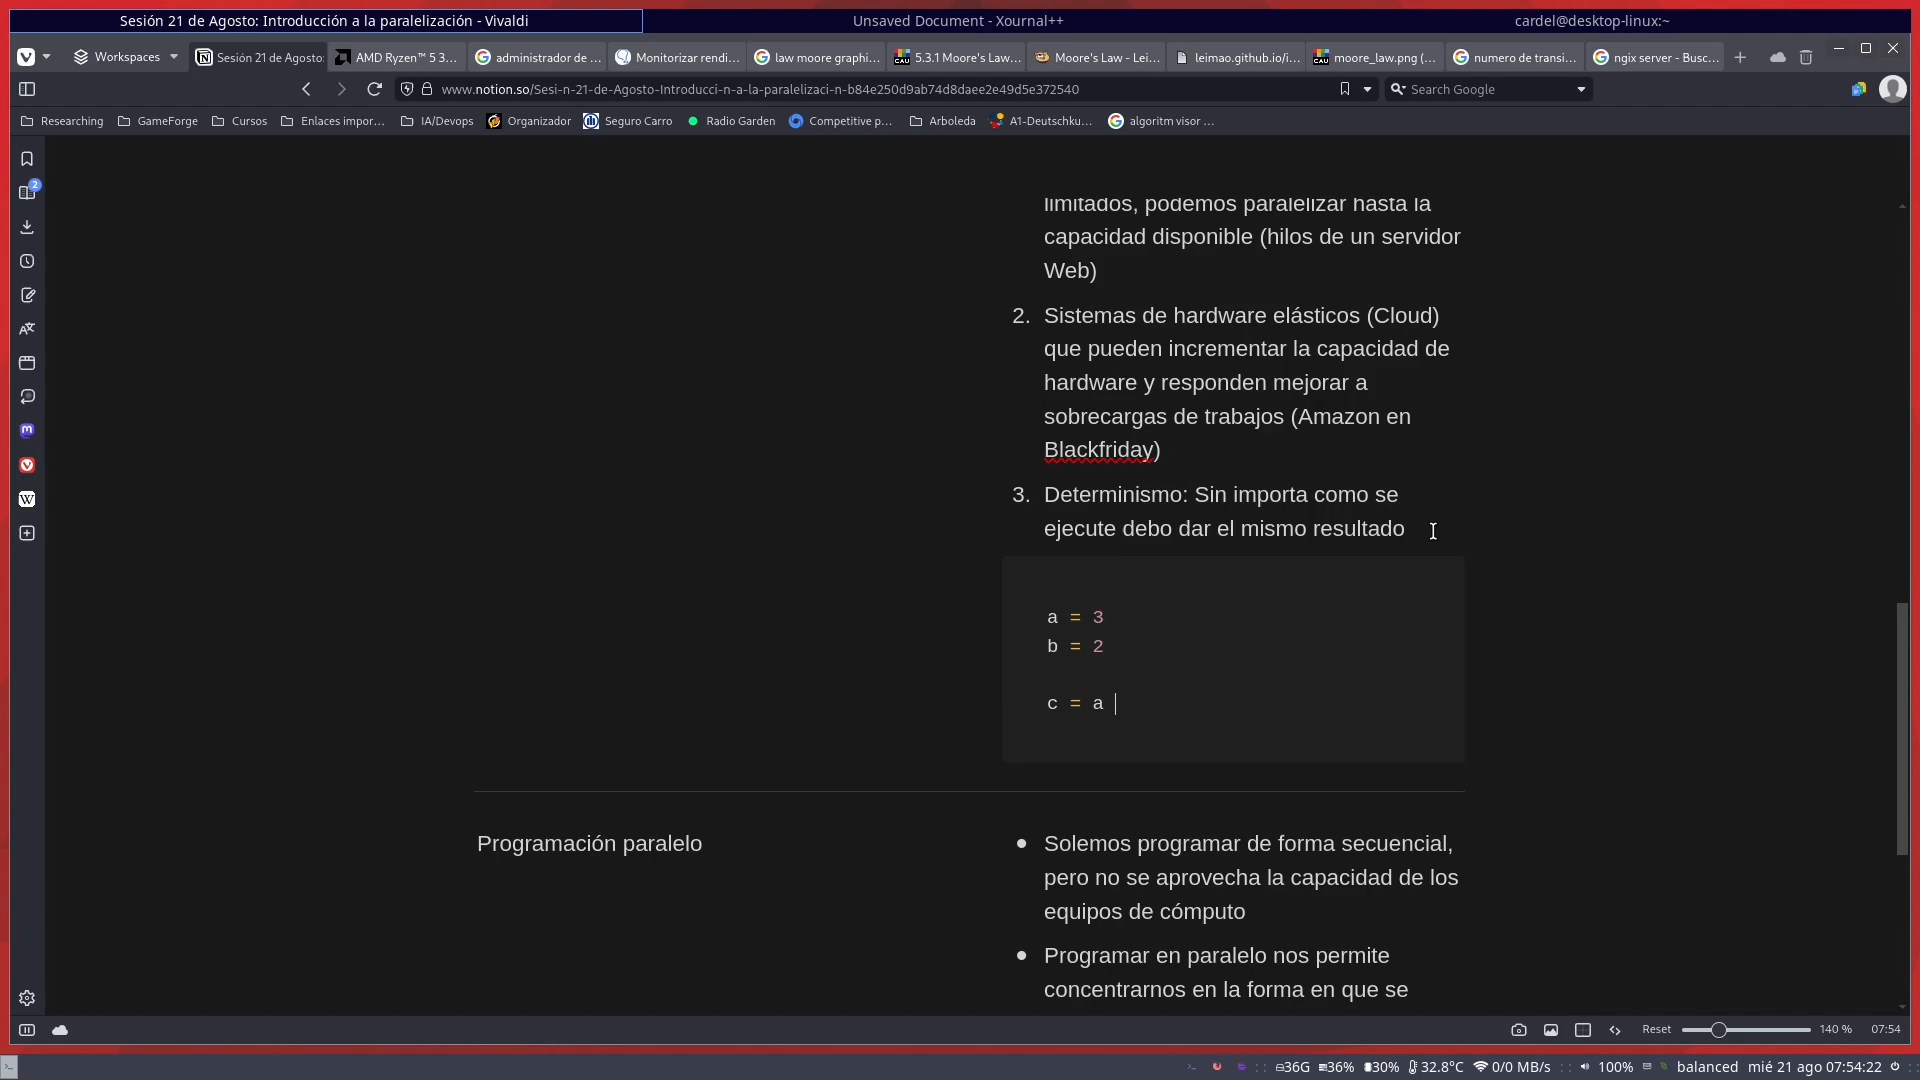 Sesión 21 de Agosto: Introducción a la paralelización - Vivaldi
Unsaved Document - Xournal++
cardel@desktop-linux:~
Workspaces
Sesión 21 de Agosto:
AMD Ryzen™ 5 3...
administrador de ...
Monitorizar rendi...
law moore graphi...
5.3.1 Moore's Law...
Moore's Law - Lei...
leimao.github.io/i...
moore_law.png (...
numero de transi...
ngix server - Busc...
www.notion.so/Sesi-n-21-de-Agosto-Introducci-n-a-la-paralelizaci-n-b84e250d9ab74d8daee2e49d5e372540
Search Google
Researching
GameForge
Cursos
Enlaces impor...
IA/Devops
Organizador
Seguro Carro
Radio Garden
Competitive p...
Arboleda
A1-Deutschku...
algoritm visor ...
2
limitados, podemos paralelizar hasta la
capacidad disponible (hilos de un servidor
Web)
2. Sistemas de hardware elásticos (Cloud)
que pueden incrementar la capacidad de
hardware y responden mejorar a
sobrecargas de trabajos (Amazon en
Blackfriday)
3. Determinismo: Sin importa como se
ejecute debo dar el mismo resultado
a = 3
b = 2
c = a
Programación paralelo
• Solemos programar de forma secuencial,
pero no se aprovecha la capacidad de los
equipos de cómputo
• Programar en paralelo nos permite
concentrarnos en la forma en que se
Reset
140 %
07:54
36G
36%
30%
32.8°C
0/0 MB/s
100%
balanced
mié 21 ago 07:54:22